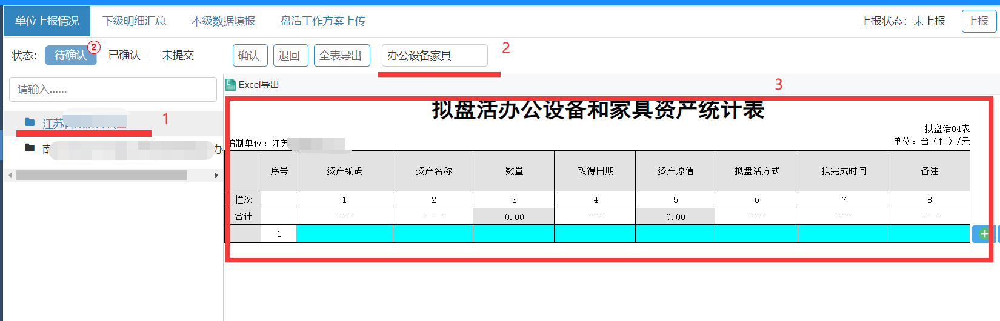 单位上报情况 下级明细汇总 本级数据填报 盘活工作方案上传 上报状态：未上报 上报
状态： 待确认 2 已确认 未提交 确认 退回 全表导出 办公设备家具 2
请输入...... Excel导出 3
江苏 1
南 办
拟盘活办公设备和家具资产统计表
拟盘活04表
编制单位：江苏 单位：台（件）/元
序号 资产编码 资产名称 数量 取得日期 资产原值 拟盘活方式 拟完成时间 备注
栏次 1 2 3 4 5 6 7 8
合计 —— —— 0.00 —— 0.00 —— —— ——
1